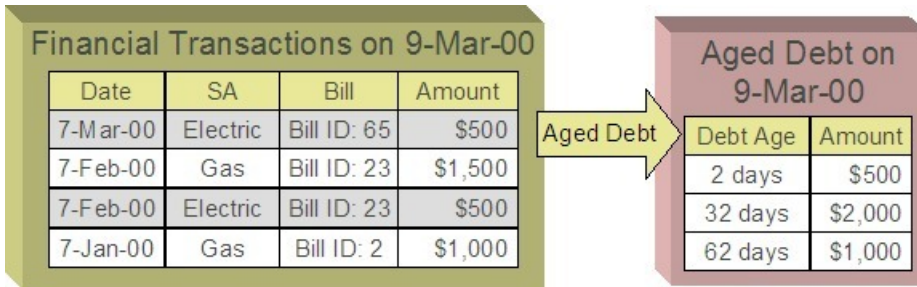 Financial Transactions on 9-Mar-00
Date SA Bill Amount
7-Mar-00 Electric Bill ID: 65 $500
7-Feb-00 Gas Bill ID: 23 $1,500
7-Feb-00 Electric Bill ID: 23 $500
7-Jan-00 Gas Bill ID: 2 $1,000
Aged Debt
Aged Debt on
9-Mar-00
Debt Age Amount
2 days $500
32 days $2,000
62 days $1,000